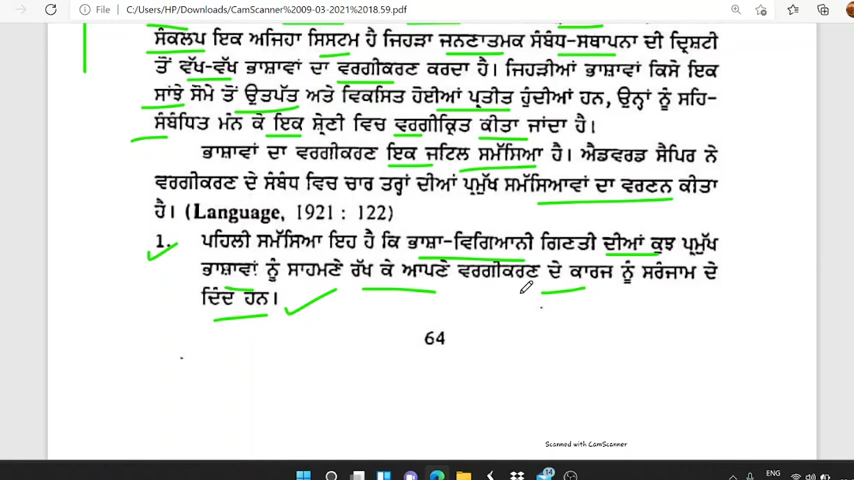 File
C:/Users/HP/Downloads/CamScanner%2009-03-2021%2018.59.pdf
ਸੰਕਲਪ ਇਕ ਅਜਿਹਾ ਸਿਸਟਮ ਹੈ ਜਿਹੜਾ ਜਣਨਾਤਮਕ ਸੰਬੰਧ-ਸਥਾਪਨਾ ਦੀ ਦ੍ਰਿਸ਼ਟੀ
ਤੋਂ ਵੱਖ-ਵੱਖ ਭਾਸ਼ਾਵਾਂ ਦਾ ਵਰਗੀਕਰਣ ਕਰਦਾ ਹੈ। ਜਿਹੜੀਆਂ ਭਾਸ਼ਾਵਾਂ ਕਿਸੇ ਇਕ
ਸਾਂਝੇ ਸੋਮੇ ਤੋਂ ਉਤਪੱਤ ਅਤੇ ਵਿਕਸਿਤ ਹੋਈਆਂ ਪ੍ਰਤੀਤ ਹੁੰਦੀਆਂ ਹਨ, ਉਨ੍ਹਾਂ ਨੂੰ ਸਹਿ-
ਸੰਬੰਧਿਤ ਮੰਨ ਕੇ ਇਕ ਸ਼੍ਰੇਣੀ ਵਿਚ ਵਰਗੀਕ੍ਰਿਤ ਕੀਤਾ ਜਾਂਦਾ ਹੈ।
ਭਾਸ਼ਾਵਾਂ ਦਾ ਵਰਗੀਕਰਣ ਇਕ ਜਟਿਲ ਸਮੱਸਿਆ ਹੈ। ਐਡਵਰਡ ਸੈਪਿਰ ਨੇ
ਵਰਗੀਕਰਣ ਦੇ ਸੰਬੰਧ ਵਿਚ ਚਾਰ ਤਰ੍ਹਾਂ ਦੀਆਂ ਪ੍ਰਮੁੱਖ ਸਮੱਸਿਆਵਾਂ ਦਾ ਵਰਣਨ ਕੀਤਾ
ਹੈ। (Language, 1921 : 122)
1. ਪਹਿਲੀ ਸਮੱਸਿਆ ਇਹ ਹੈ ਕਿ ਭਾਸ਼ਾ-ਵਿਗਿਆਨੀ ਗਿਣਤੀ ਦੀਆਂ ਕੁਝ ਪ੍ਰਮੁੱਖ
ਭਾਸ਼ਾਵਾਂ ਨੂੰ ਸਾਹਮਣੇ ਰੱਖ ਕੇ ਆਪਣੇ ਵਰਗੀਕਰਣ ਦੇ ਕਾਰਜ ਨੂੰ ਸਰੰਜਾਮ ਦੇ
ਦਿੰਦੇ ਹਨ।
64
Scanned with CamScanner
14
ENG